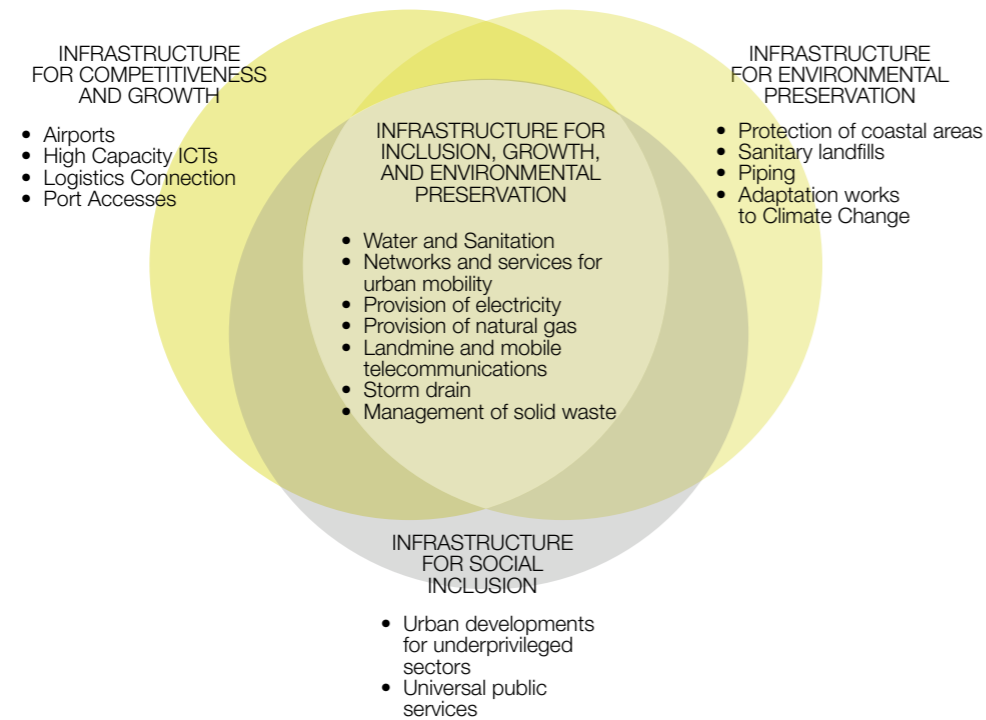 INFRASTRUCTURE
FOR COMPETITIVENESS
AND GROWTH
• Airports
• High Capacity ICTs
• Logistics Connection
• Port Accesses
INFRASTRUCTURE FOR
INCLUSION, GROWTH,
AND ENVIRONMENTAL
PRESERVATION
• Water and Sanitation
• Networks and services for
urban mobility
• Provision of electricity
• Provision of natural gas
• Landmine and mobile
telecommunications
• Storm drain
• Management of solid waste
INFRASTRUCTURE
FOR ENVIRONMENTAL
PRESERVATION
• Protection of coastal areas
• Sanitary landfills
• Piping
• Adaptation works
to Climate Change
INFRASTRUCTURE
FOR SOCIAL
INCLUSION
• Urban developments
for underprivileged
sectors
• Universal public
services